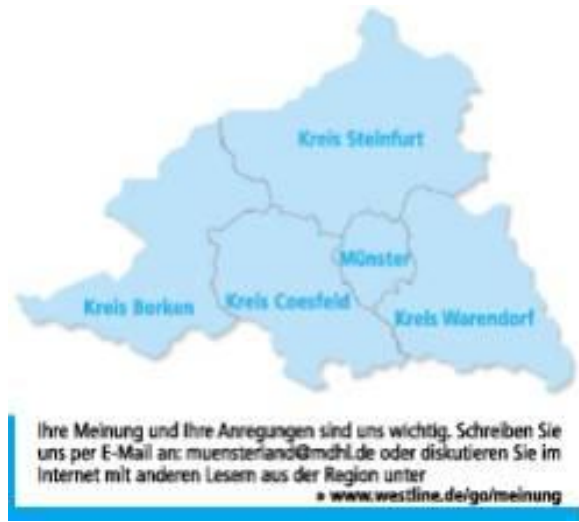 Kreis Steinfurt
Münster
Kreis Borken
Kreis Coesfeld
Kreis Warendorf
Ihre Meinung und Ihre Anregungen sind uns wichtig. Schreiben Sie
uns per E-Mail an: muensterland@mdhl.de oder diskutieren Sie im
Internet mit anderen Lesern aus der Region unter
» www.westline.de/go/meinung